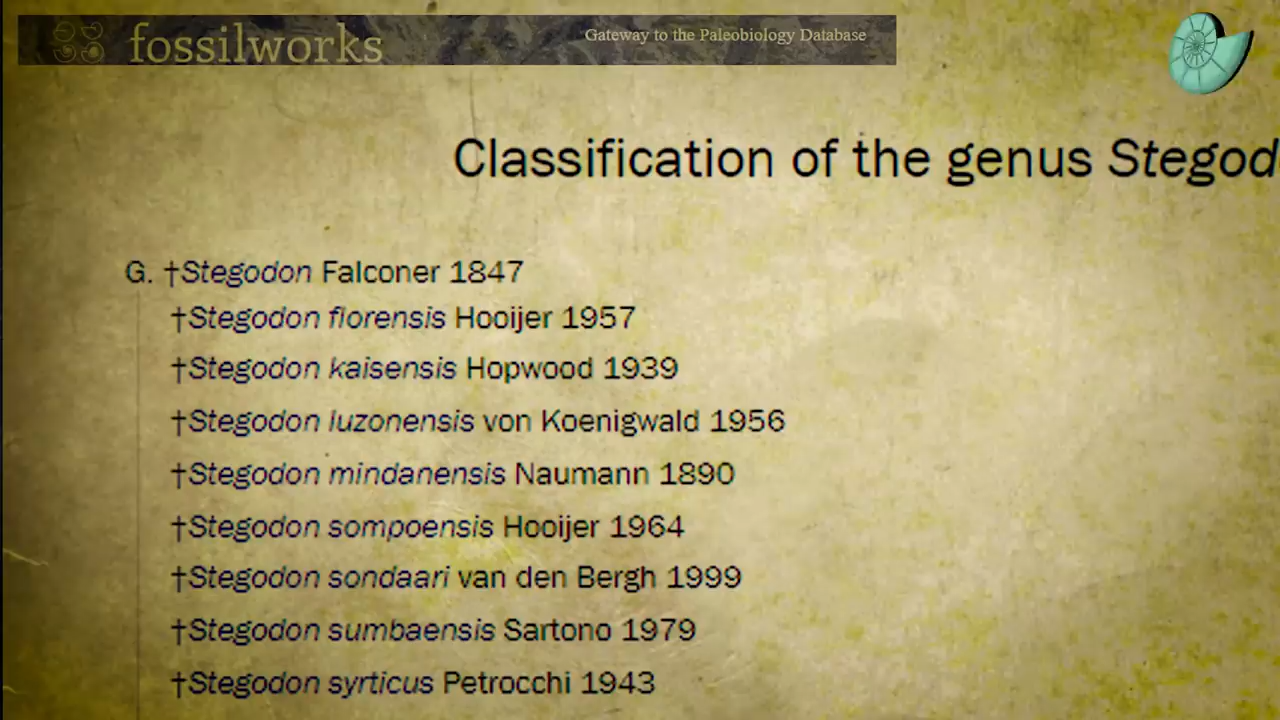 fossilworks
Gateway to the Paleobiology Database
Classification of the genus Stegod
G. †Stegodon Falconer 1847
†Stegodon florensis Hooijer 1957
†Stegodon kaisensis Hopwood 1939
†Stegodon luzonensis von Koenigwald 1956
†Stegodon mindanensis Naumann 1890
†Stegodon sompoensis Hooijer 1964
†Stegodon sondaari van den Bergh 1999
†Stegodon sumbaensis Sartono 1979
†Stegodon syrticus Petrocchi 1943